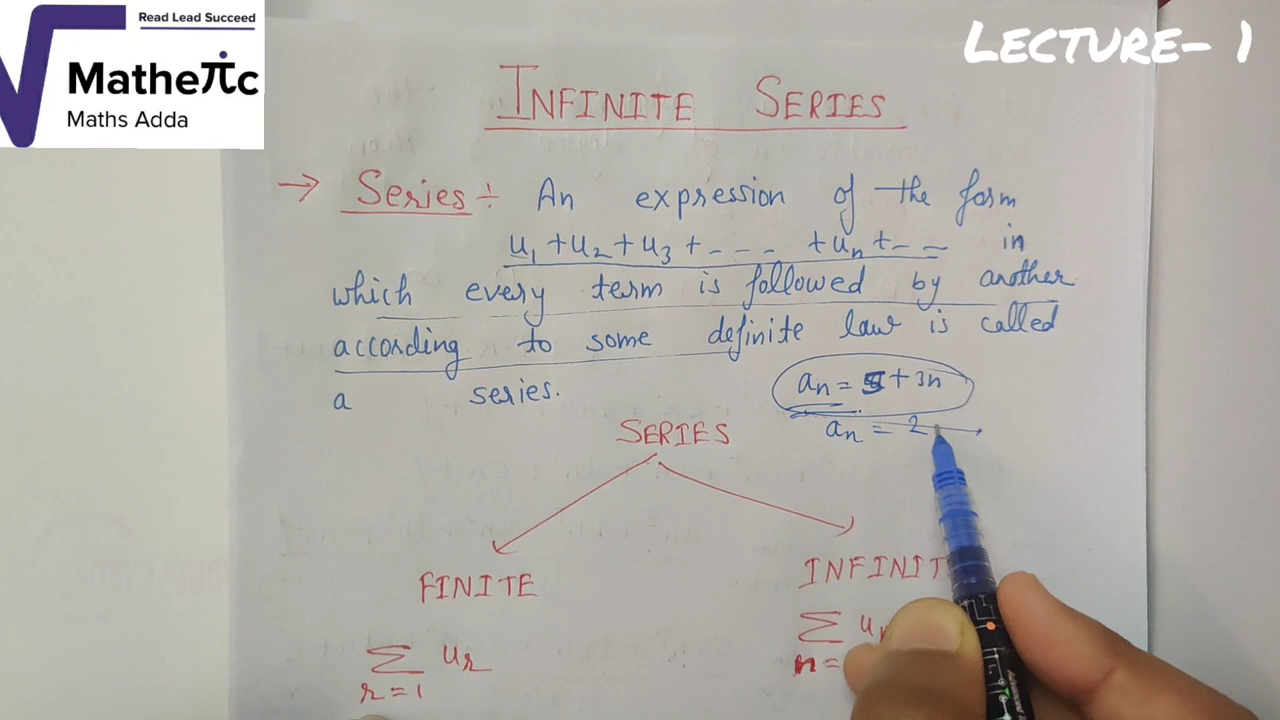 Read Lead Succeed
Matheπc
Maths Adda
LECTURE- 1
INFINITE SERIES
→ Series ÷ An expression of the form
u₁ + u₂ + u₃ + - - - . + uₙ + - - in
which every term is followed by another
according to some definite law is called
a series.
aₙ = 5 + 3n
aₙ = 2
SERIES
FINITE
INFINIT
∑ uᵣ
r = 1
∑ u
n =